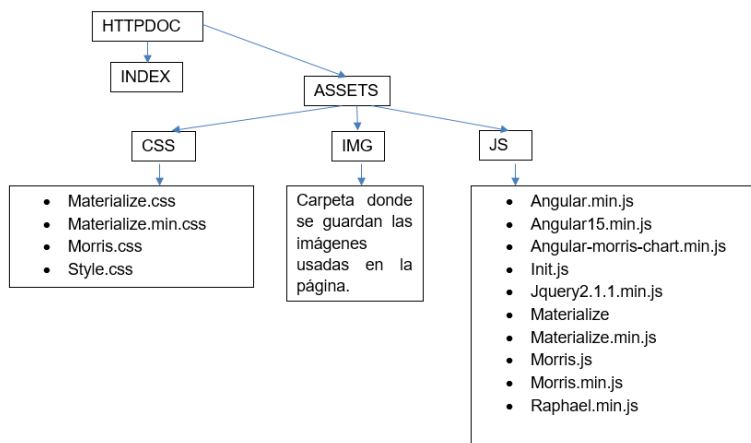 HTTPDOC
INDEX
ASSETS
CSS
IMG
JS
• Materialize.css
• Materialize.min.css
• Morris.css
• Style.css
Carpeta donde
se guardan las
imágenes
usadas en la
página.
• Angular.min.js
• Angular15.min.js
• Angular-morris-chart.min.js
• Init.js
• Jquery2.1.1.min.js
• Materialize
• Materialize.min.js
• Morris.js
• Morris.min.js
• Raphael.min.js